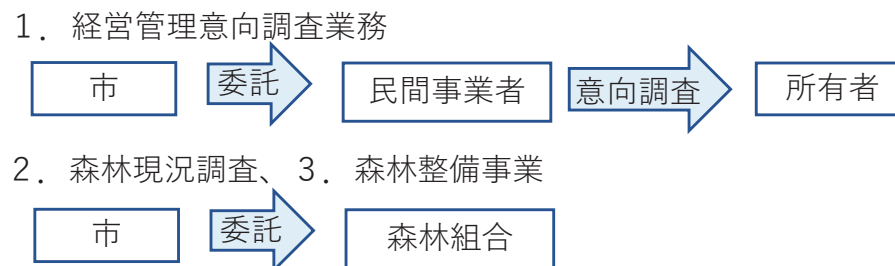 １．経営管理意向調査業務
市 委託 民間事業者 意向調査 所有者
２．森林現況調査、３．森林整備事業
市 委託 森林組合